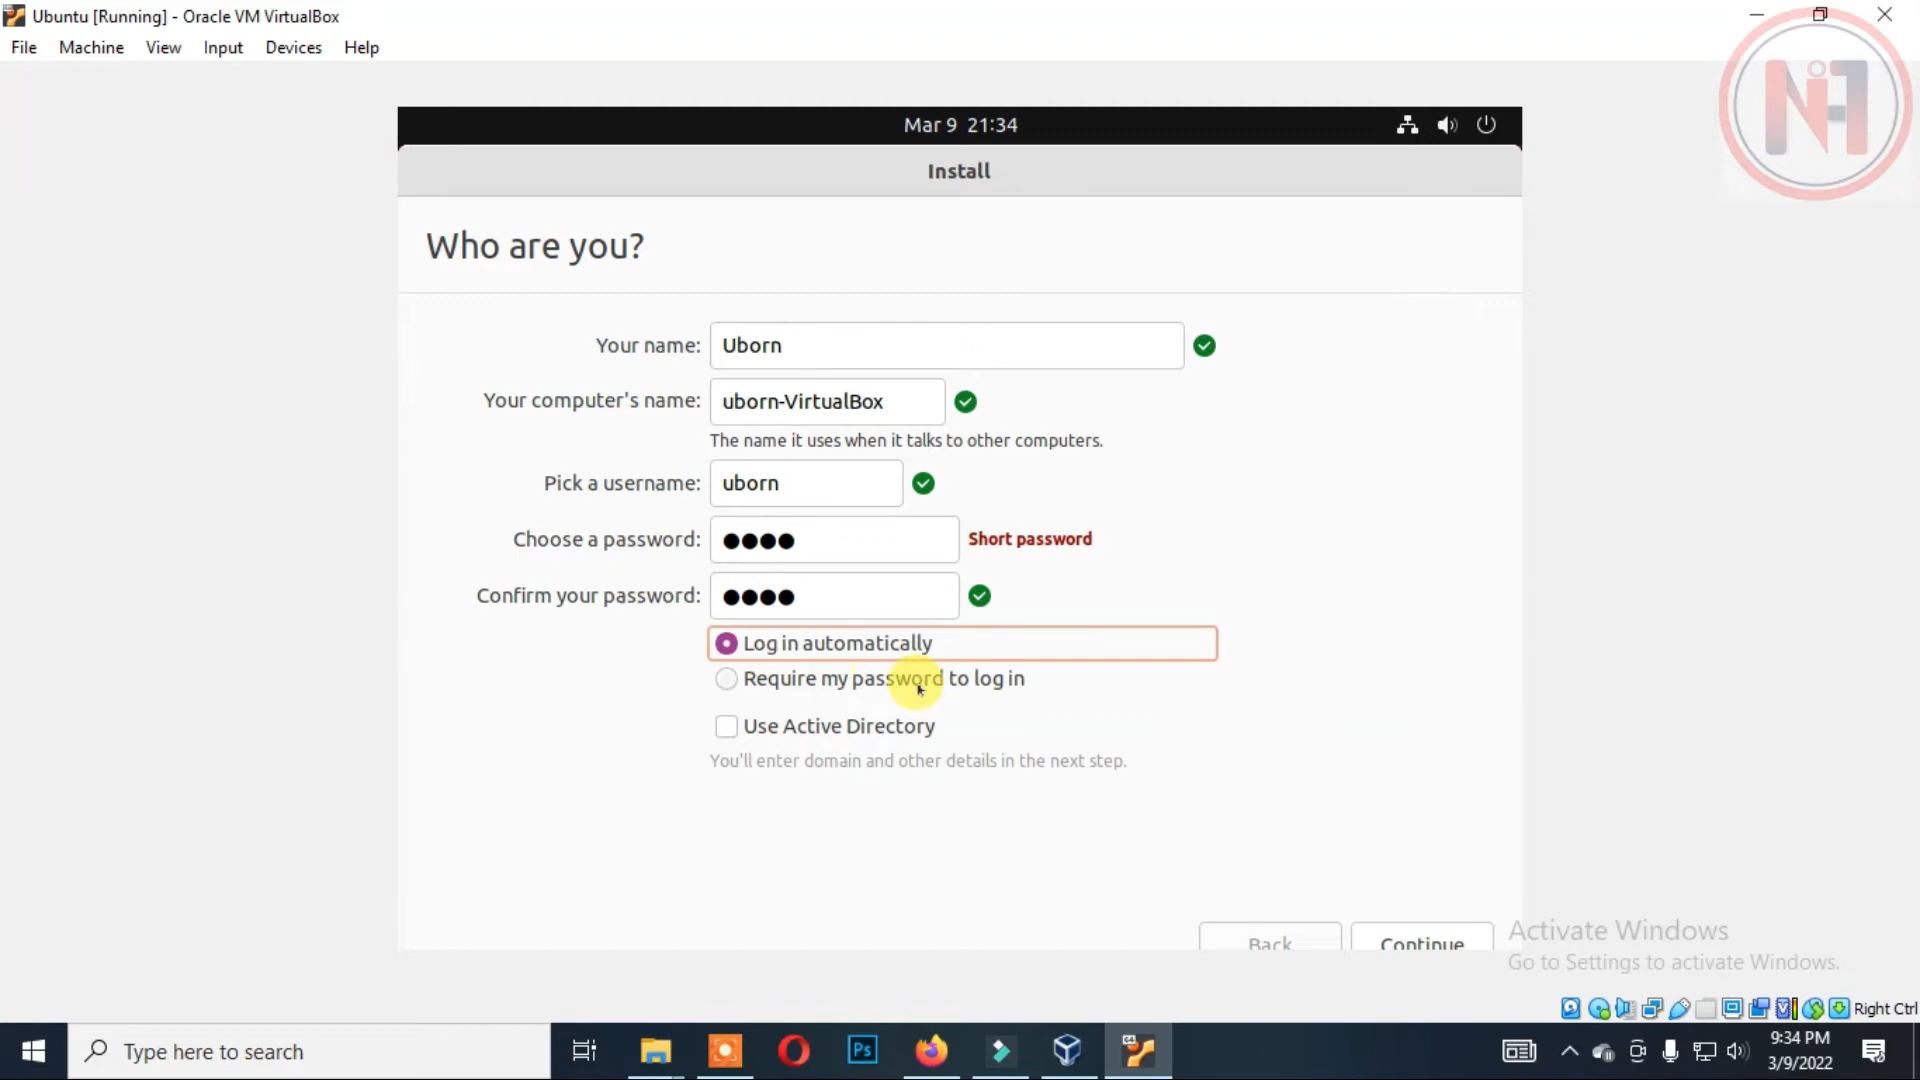 Ubuntu [Running] - Oracle VM VirtualBox
File Machine View Input Devices Help
Mar 9 21:34
Install
Who are you?
Your name: Uborn
Your computer's name: uborn-VirtualBox
The name it uses when it talks to other computers.
Pick a username: uborn
Choose a password: ●●●● Short password
Confirm your password: ●●●●
Log in automatically
Require my password to log in
Use Active Directory
You'll enter domain and other details in the next step.
Back Continue
Activate Windows
Go to Settings to activate Windows.
Right Ctrl
Type here to search
Ps
64
9:34 PM
3/9/2022